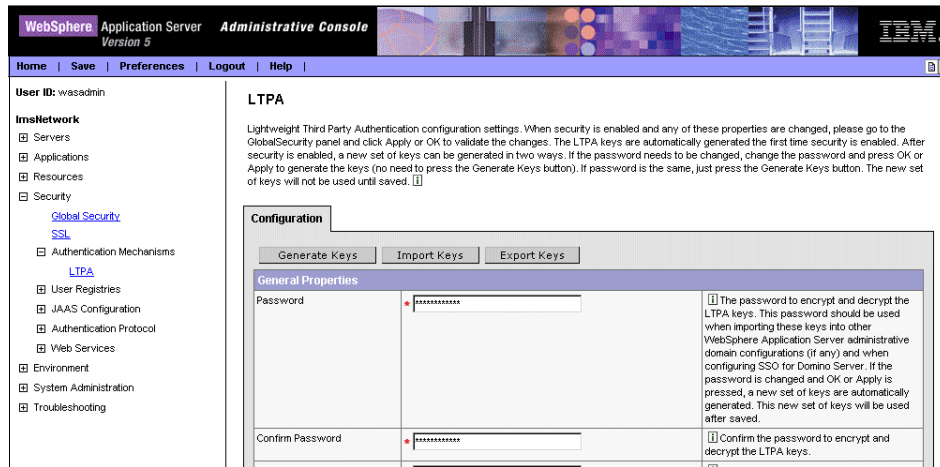 WebSphere Application Server Administrative Console
Version 5
IBM.
Home | Save | Preferences | Logout | Help |
User ID: wasadmin
lmsNetwork
Servers
Applications
Resources
Security
Global Security
SSL
Authentication Mechanisms
LTPA
User Registries
JAAS Configuration
Authentication Protocol
Web Services
Environment
System Administration
Troubleshooting
LTPA
Lightweight Third Party Authentication configuration settings. When security is enabled and any of these properties are changed, please go to the
GlobalSecurity panel and click Apply or OK to validate the changes. The LTPA keys are automatically generated the first time security is enabled. After
security is enabled, a new set of keys can be generated in two ways. If the password needs to be changed, change the password and press OK or
Apply to generate the keys (no need to press the Generate Keys button). If password is the same, just press the Generate Keys button. The new set
of keys will not be used until saved. i
Configuration
Generate Keys Import Keys Export Keys
General Properties
Password
* ***********
i The password to encrypt and decrypt the
LTPA keys. This password should be used
when importing these keys into other
WebSphere Application Server administrative
domain configurations (if any) and when
configuring SSO for Domino Server. If the
password is changed and OK or Apply is
pressed, a new set of keys are automatically
generated. This new set of keys will be used
after saved.
Confirm Password
* ***********
i Confirm the password to encrypt and
decrypt the LTPA keys.